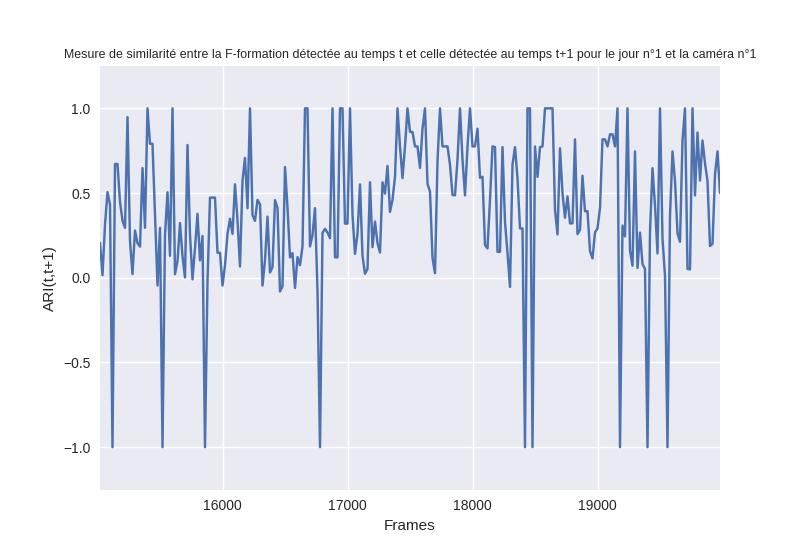 Mesure de similarité entre la F-formation détectée au temps t et celle détectée au temps t+1 pour le jour n°1 et la caméra n°1
1.0
0.5
0.0
−0.5
−1.0
ARI(t,t+1)
16000 17000 18000 19000
Frames